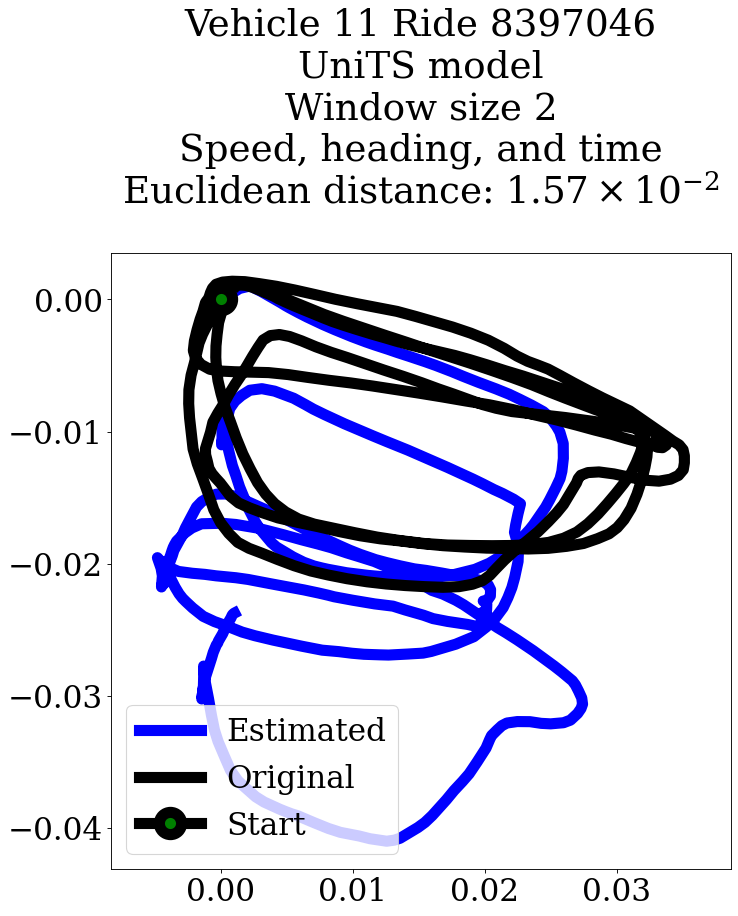 Vehicle 11 Ride 8397046
UniTS model
Window size 2
Speed, heading, and time
Euclidean distance: 1.57 × 10⁻²
0.00
−0.01
−0.02
−0.03
−0.04
Estimated
Original
Start
0.00 0.01 0.02 0.03